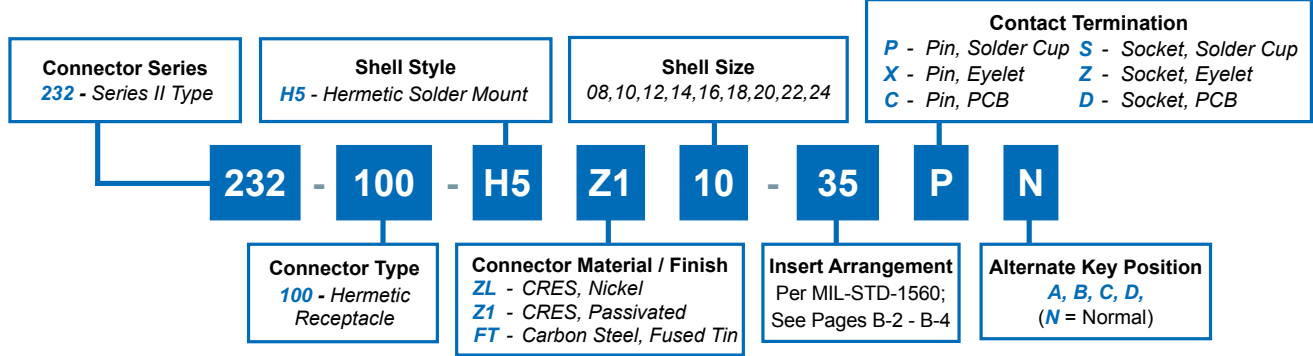 Connector Series
232 - Series II Type
Shell Style
H5 - Hermetic Solder Mount
Shell Size
08,10,12,14,16,18,20,22,24
Contact Termination
P - Pin, Solder Cup S - Socket, Solder Cup
X - Pin, Eyelet Z - Socket, Eyelet
C - Pin, PCB D - Socket, PCB
232 - 100 - H5 Z1 10 - 35 P N
Connector Type
100 - Hermetic
Receptacle
Connector Material / Finish
ZL - CRES, Nickel
Z1 - CRES, Passivated
FT - Carbon Steel, Fused Tin
Insert Arrangement
Per MIL-STD-1560;
See Pages B-2 - B-4
Alternate Key Position
A, B, C, D,
(N = Normal)